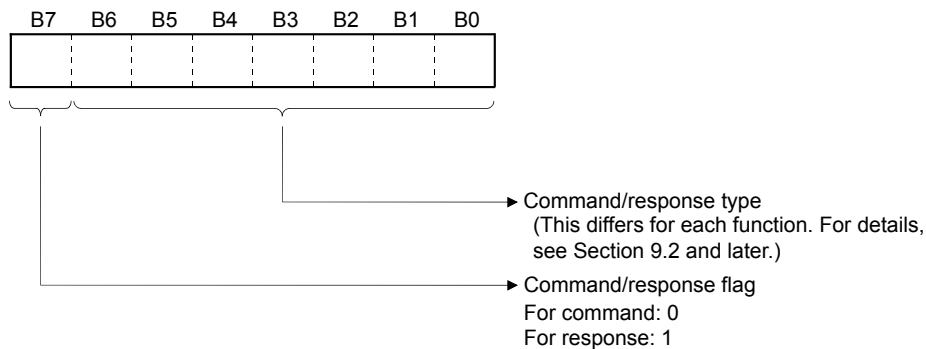 B7 B6 B5 B4 B3 B2 B1 B0
Command/response type
(This differs for each function. For details,
see Section 9.2 and later.)
Command/response flag
For command: 0
For response: 1